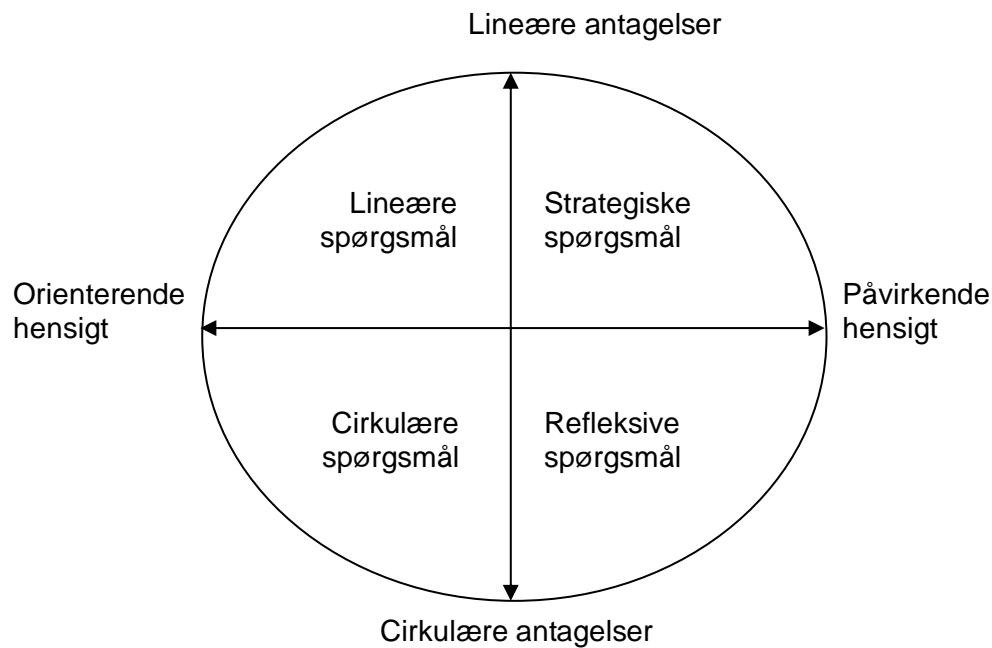 Lineære antagelser
Lineære
spørgsmål
Strategiske
spørgsmål
Orienterende
hensigt
Påvirkende
hensigt
Cirkulære
spørgsmål
Refleksive
spørgsmål
Cirkulære antagelser